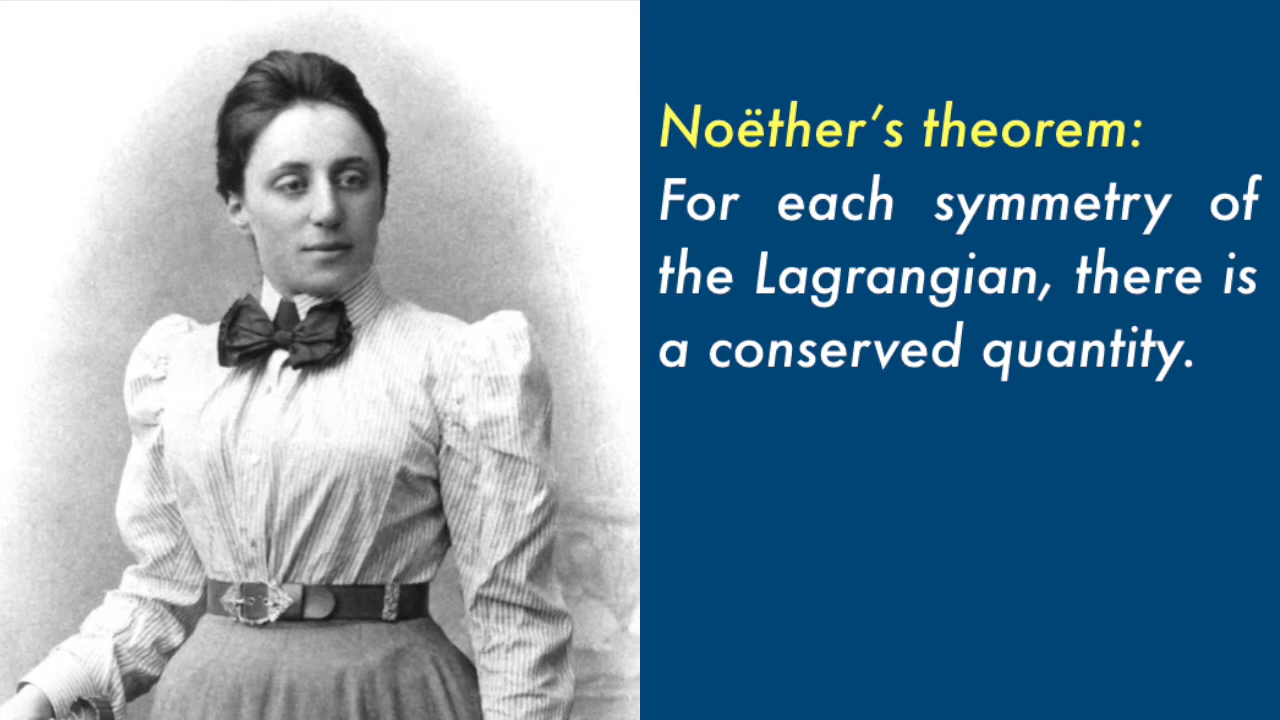 Noëther’s theorem:
For each symmetry of
the Lagrangian, there is
a conserved quantity.